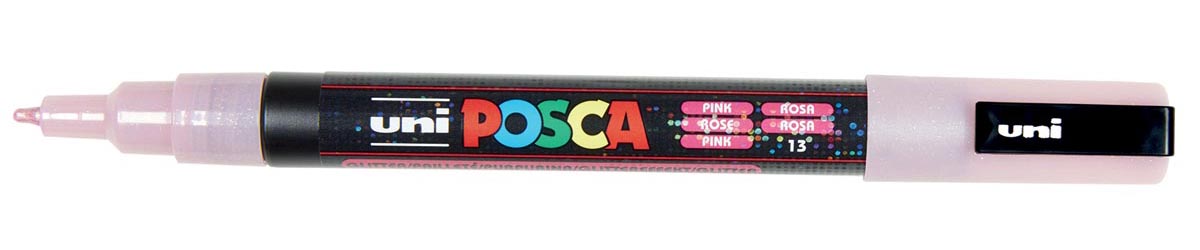 uni POSCA
PINK ROSA
ROSE ROSA
PINK 13
uni